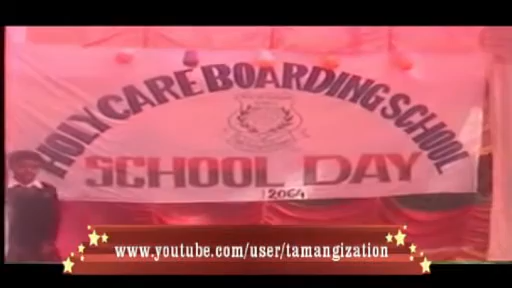 HOLY CARE BOARDING SCHOOL
SCHOOL DAY
2064
www.youtube.com/user/tamangization